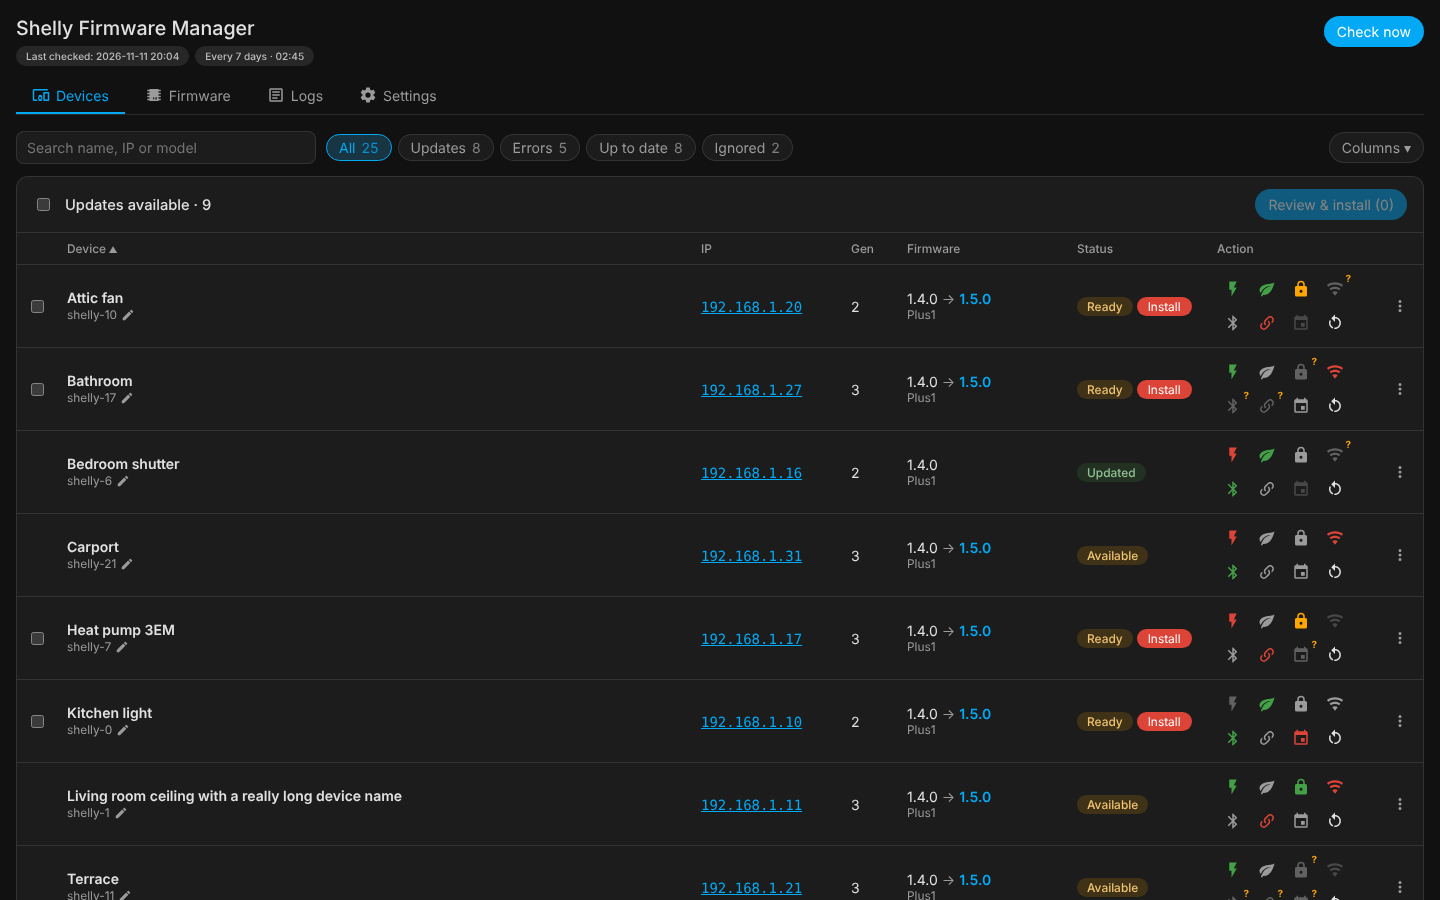 Shelly Firmware Manager
Check now
Last checked: 2026-11-11 20:04
Every 7 days · 02:45
Devices
Firmware
Logs
Settings
Search name, IP or model
All 25
Updates 8
Errors 5
Up to date 8
Ignored 2
Columns ▾
Updates available · 9
Review & install (0)
Device ▲ IP Gen Firmware Status Action
Attic fan
shelly-10
192.168.1.20
2
1.4.0 → 1.5.0
Plus1
Ready Install
?
Bathroom
shelly-17
192.168.1.27
3
1.4.0 → 1.5.0
Plus1
Ready Install
?
? ?
Bedroom shutter
shelly-6
192.168.1.16
2
1.4.0
Plus1
Updated
?
Carport
shelly-21
192.168.1.31
3
1.4.0 → 1.5.0
Plus1
Available
Heat pump 3EM
shelly-7
192.168.1.17
3
1.4.0 → 1.5.0
Plus1
Ready Install
?
Kitchen light
shelly-0
192.168.1.10
2
1.4.0 → 1.5.0
Plus1
Ready Install
Living room ceiling with a really long device name
shelly-1
192.168.1.11
3
1.4.0 → 1.5.0
Plus1
Available
Terrace
shelly-11
192.168.1.21
3
1.4.0 → 1.5.0
Plus1
Available
?
? ? ?